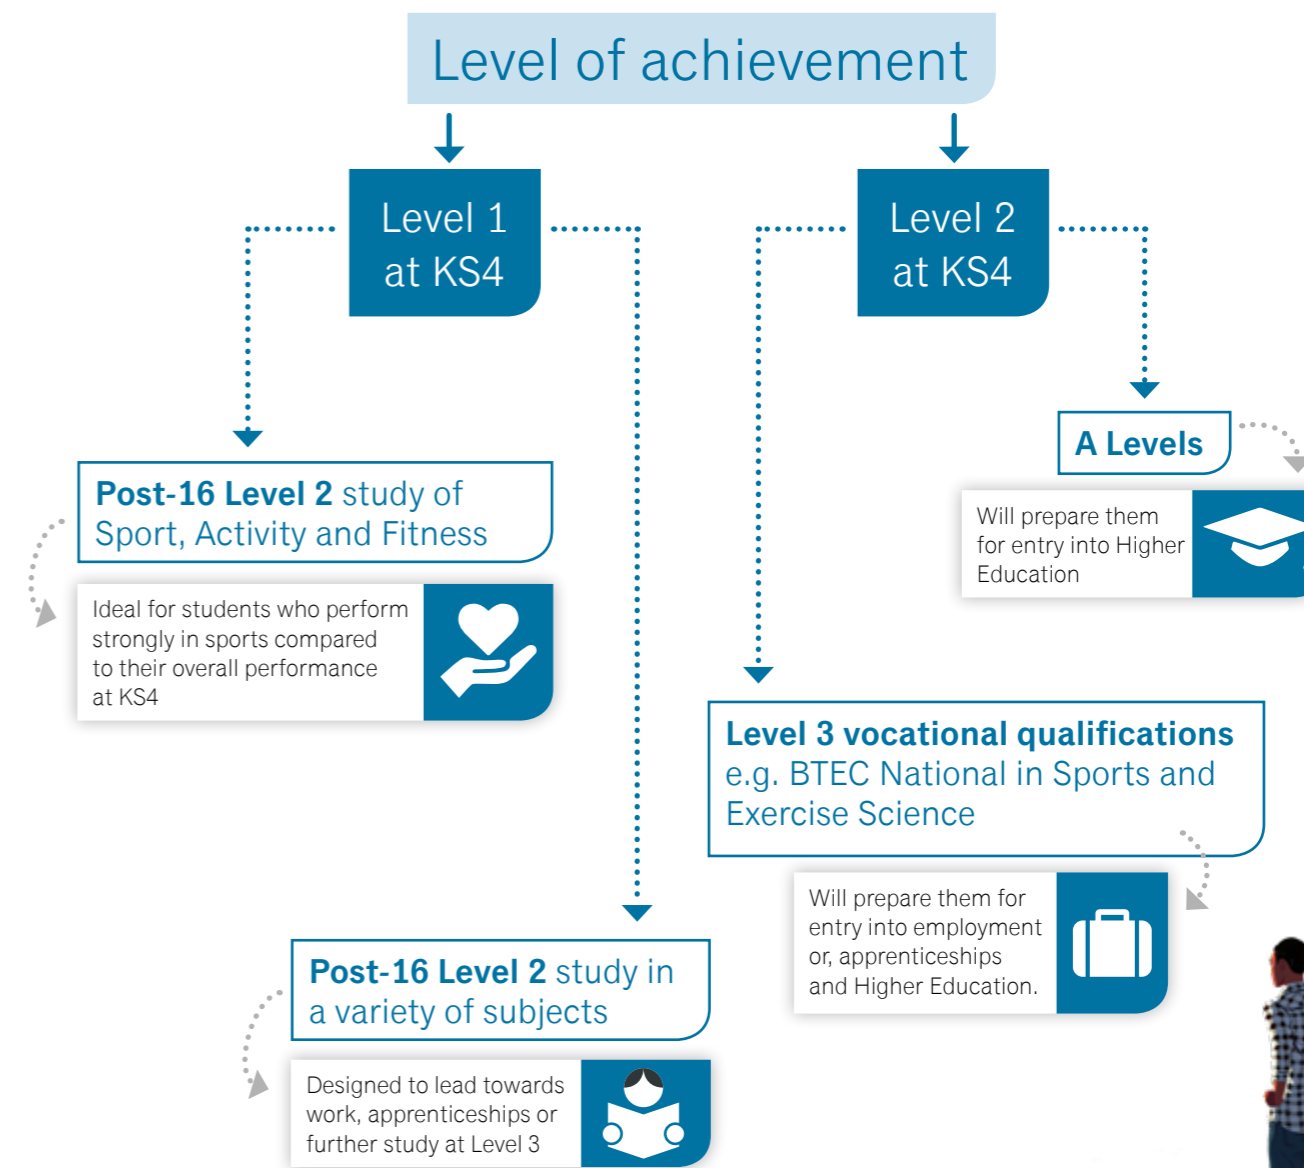 Level of achievement
Level 1
at KS4
Level 2
at KS4
A Levels
Will prepare them
for entry into Higher
Education
Post-16 Level 2 study of
Sport, Activity and Fitness
Ideal for students who perform
strongly in sports compared
to their overall performance
at KS4
Level 3 vocational qualifications
e.g. BTEC National in Sports and
Exercise Science
Will prepare them for
entry into employment
or, apprenticeships
and Higher Education.
Post-16 Level 2 study in
a variety of subjects
Designed to lead towards
work, apprenticeships or
further study at Level 3